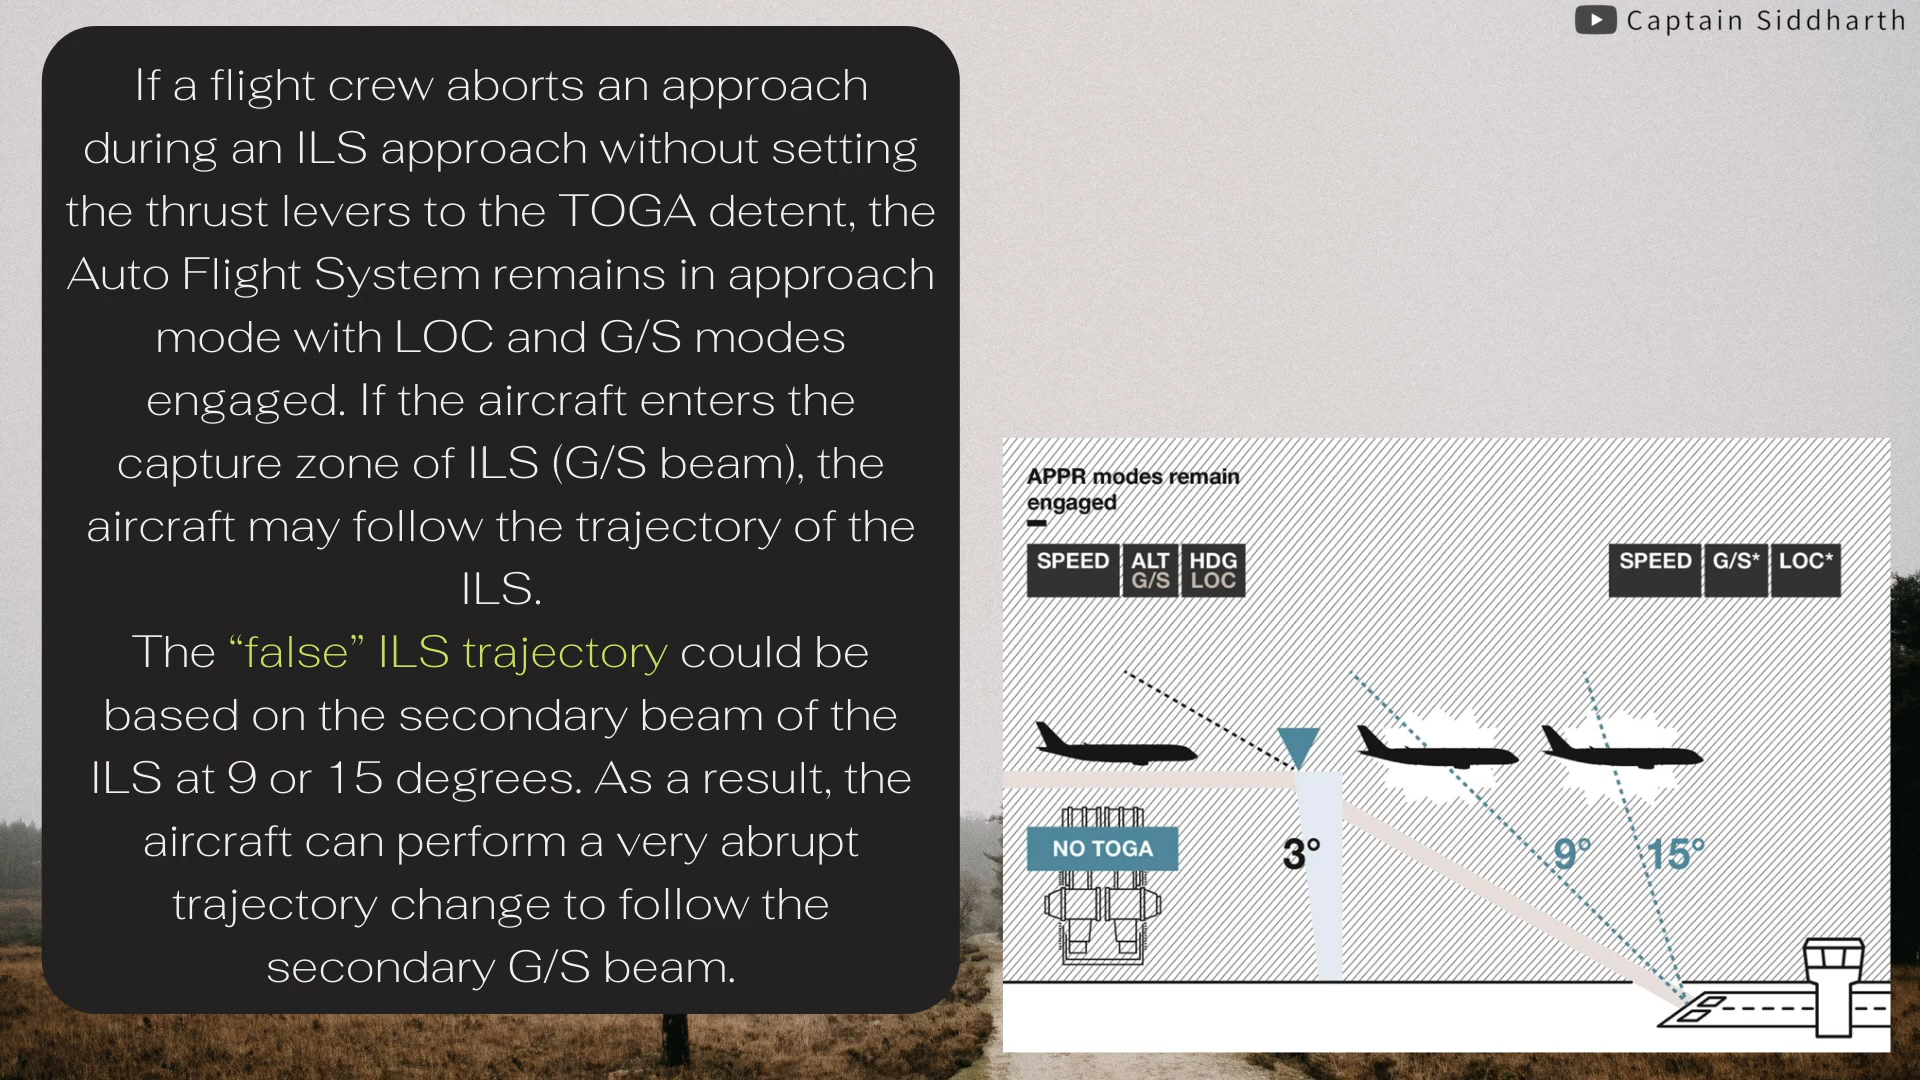 Captain Siddharth
If a flight crew aborts an approach
during an ILS approach without setting
the thrust levers to the TOGA detent, the
Auto Flight System remains in approach
mode with LOC and G/S modes
engaged. If the aircraft enters the
capture zone of ILS (G/S beam), the
aircraft may follow the trajectory of the
ILS.
The “false” ILS trajectory could be
based on the secondary beam of the
ILS at 9 or 15 degrees. As a result, the
aircraft can perform a very abrupt
trajectory change to follow the
secondary G/S beam.
APPR modes remain
engaged
SPEED ALT HDG
G/S LOC
SPEED G/S* LOC*
NO TOGA
3°
9°
15°